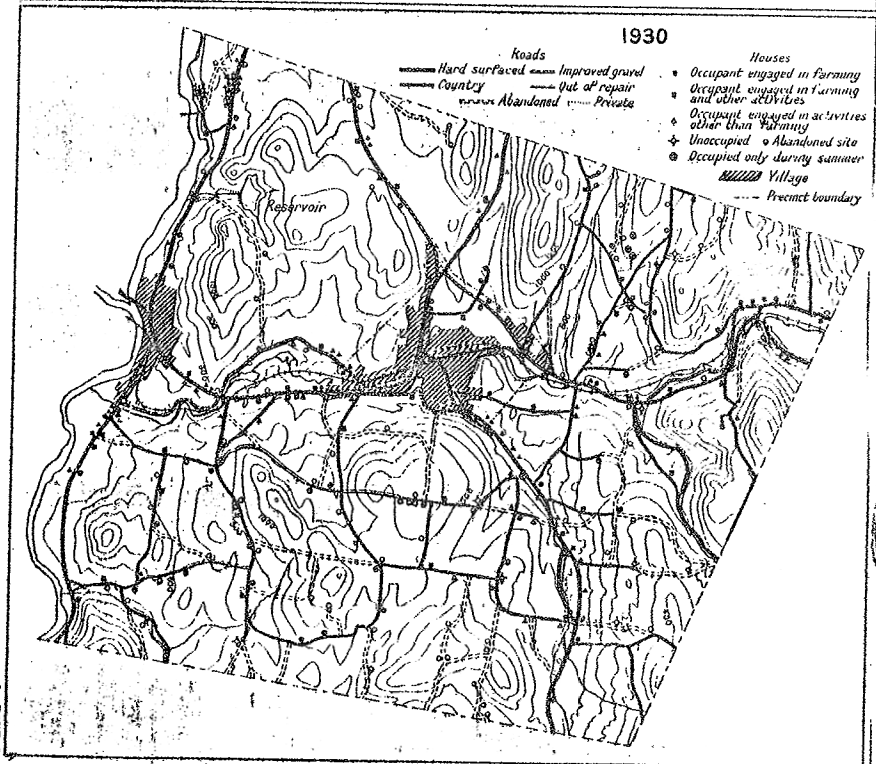 1930
Roads
Hard surfaced
Improved gravel
Country
Out of repair
Abandoned
Private
Houses
Occupant engaged in farming
Occupant engaged in farming
and other activities
Occupant engaged in activities
other than farming
Unoccupied
Abandoned site
Occupied only during summer
Village
Precinct boundary
Reservoir
1000